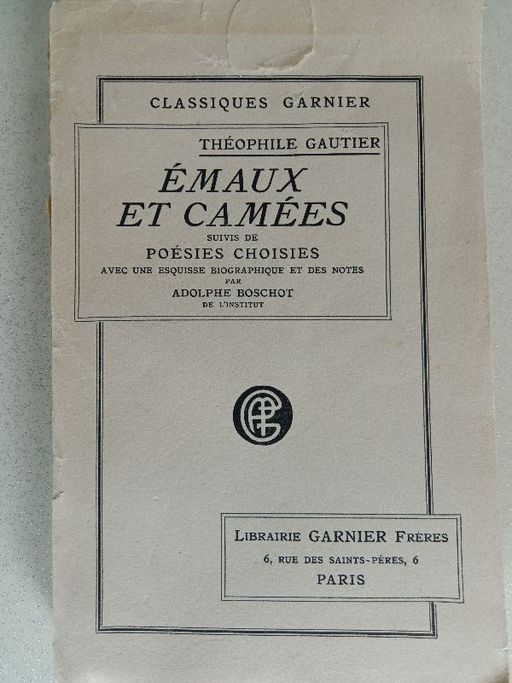 CLASSIQUES GARNIER
THÉOPHILE GAUTIER
ÉMAUX
ET CAMÉES
SUIVIS DE
POÉSIES CHOISIES
AVEC UNE ESQUISSE BIOGRAPHIQUE ET DES NOTES
PAR
ADOLPHE BOSCHOT
DE L'INSTITUT
LIBRAIRIE GARNIER FRÈRES
6, RUE DES SAINTS-PÈRES, 6
PARIS